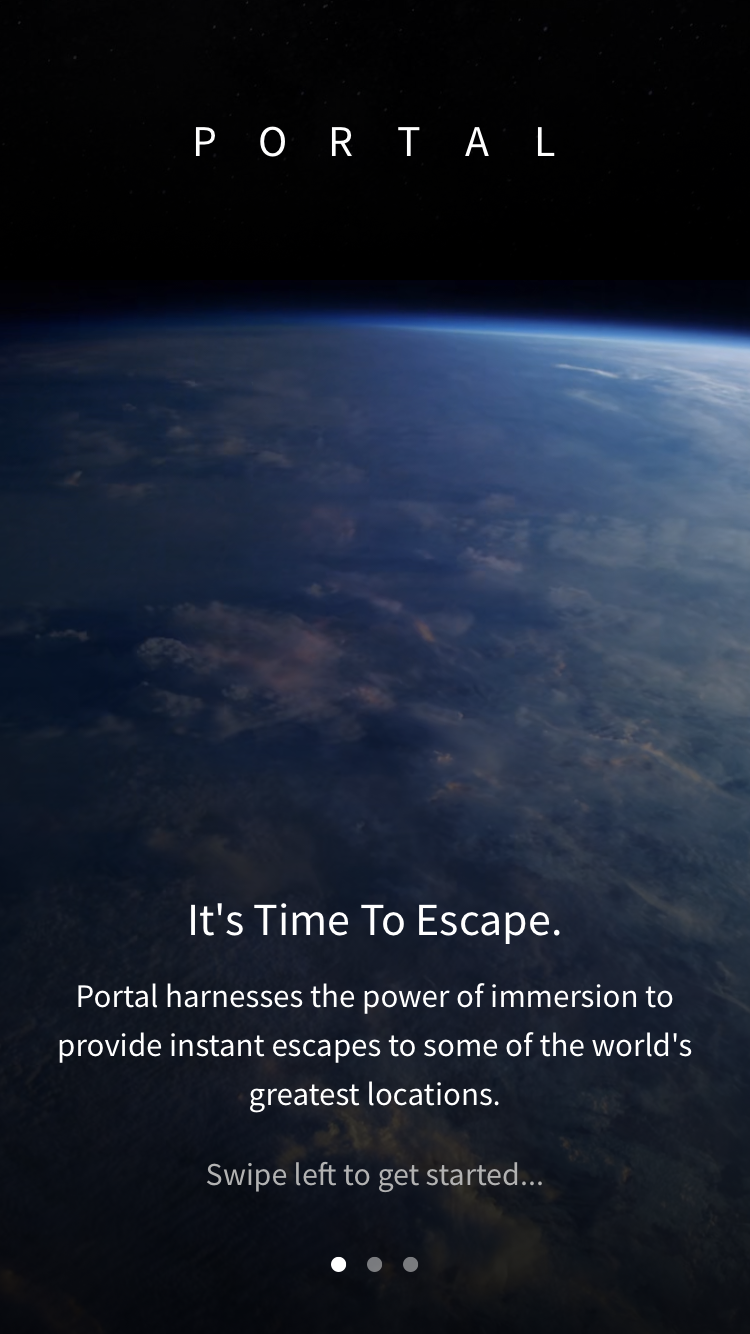 PORTAL
It's Time To Escape.
Portal harnesses the power of immersion to
provide instant escapes to some of the world's
greatest locations.
Swipe left to get started...